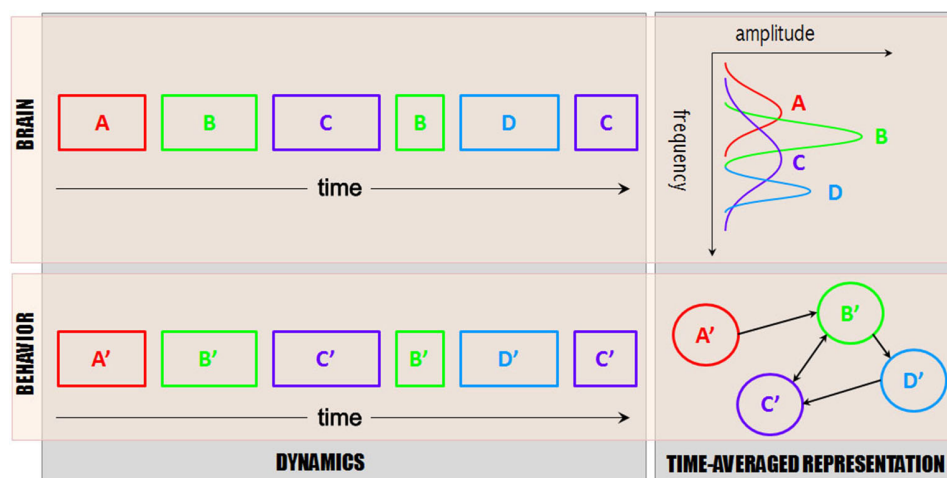 BRAIN
A B C B D C
time
amplitude
frequency
A
B
C
D
BEHAVIOR
A’ B’ C’ B’ D’ C’
time
A’
B’
C’
D’
DYNAMICS
TIME-AVERAGED REPRESENTATION